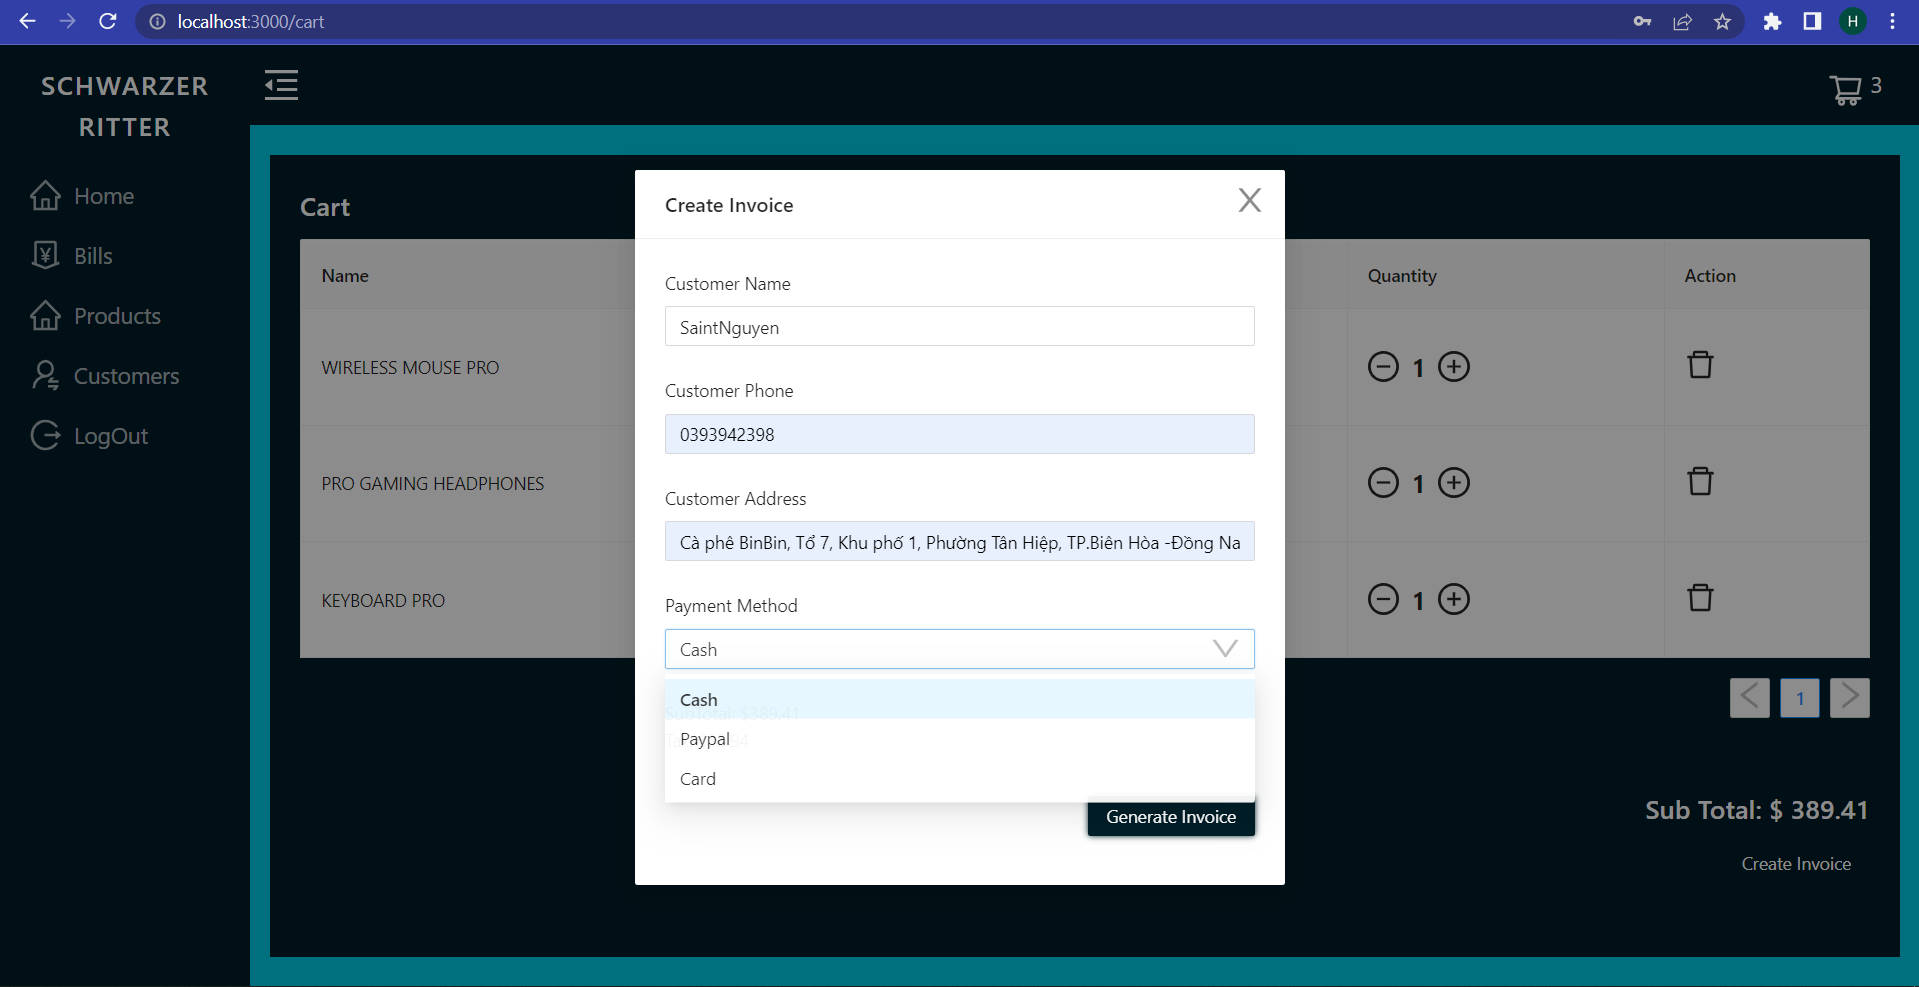 localhost:3000/cart
H
SCHWARZER
RITTER
3
Home
Bills
Products
Customers
LogOut
Cart
Name
Quantity
Action
WIRELESS MOUSE PRO
1
PRO GAMING HEADPHONES
1
KEYBOARD PRO
1
1
Sub Total: $ 389.41
Create Invoice
Create Invoice
X
Customer Name
SaintNguyen
Customer Phone
0393942398
Customer Address
Cà phê BinBin, Tổ 7, Khu phố 1, Phường Tân Hiệp, TP.Biên Hòa -Đồng Na
Payment Method
Cash
Cash
SubTotal: $389.41
Paypal
Card
Generate Invoice